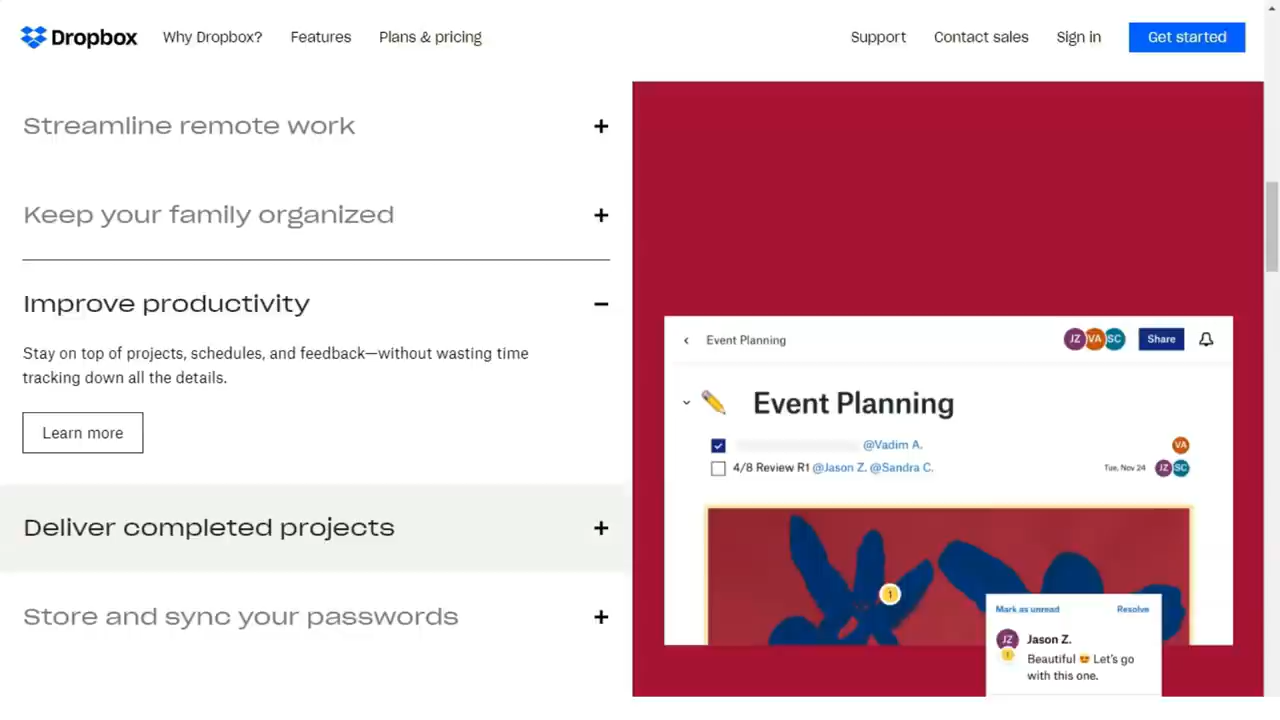 Dropbox Why Dropbox? Features Plans & pricing Support Contact sales Sign in Get started
Streamline remote work
Keep your family organized
Improve productivity
Stay on top of projects, schedules, and feedback—without wasting time
tracking down all the details.
Learn more
Deliver completed projects
Store and sync your passwords
Event Planning JZ VA SC Share
Event Planning
@Vadim A. VA
4/8 Review R1 @Jason Z. @Sandra C. Tue, Nov 24 JZ SC
1
Mark as unread Resolve
JZ Jason Z.
1 Beautiful 😍 Let's go
with this one.